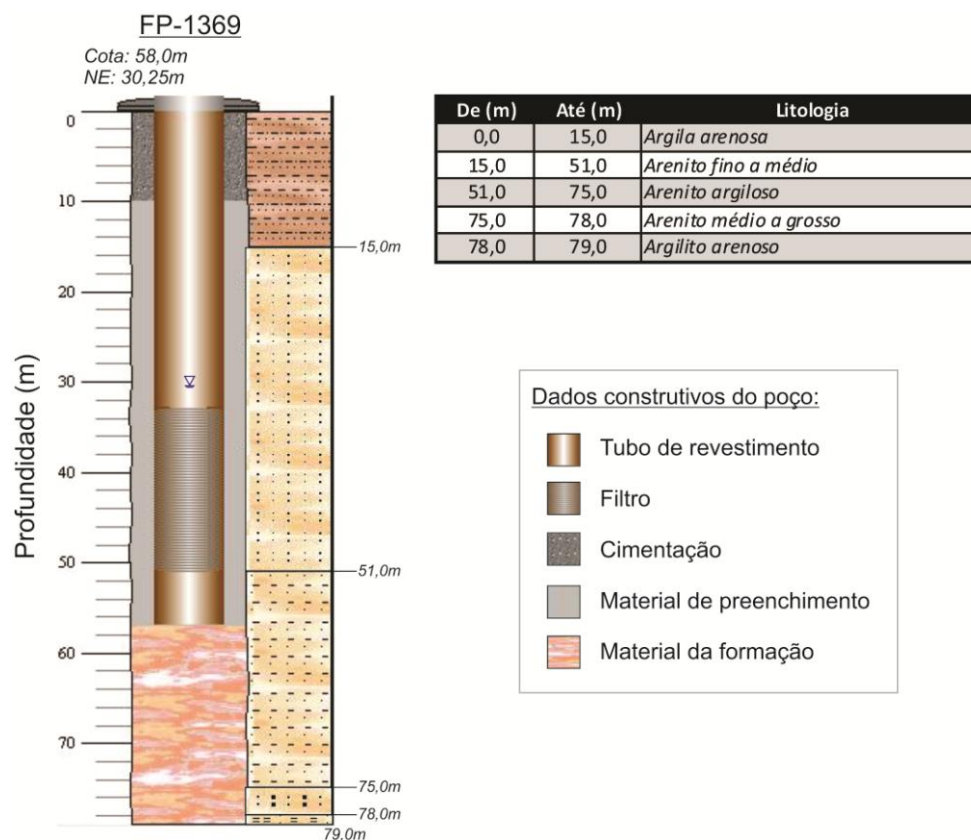 FP-1369
Cota: 58,0m
NE: 30,25m
Profundidade (m)
0
10
20
30
40
50
60
70
15,0m
51,0m
75,0m
78,0m
79,0m
De (m) Até (m) Litologia
0,0 15,0 Argila arenosa
15,0 51,0 Arenito fino a médio
51,0 75,0 Arenito argiloso
75,0 78,0 Arenito médio a grosso
78,0 79,0 Argilito arenoso
Dados construtivos do poço:
Tubo de revestimento
Filtro
Cimentação
Material de preenchimento
Material da formação